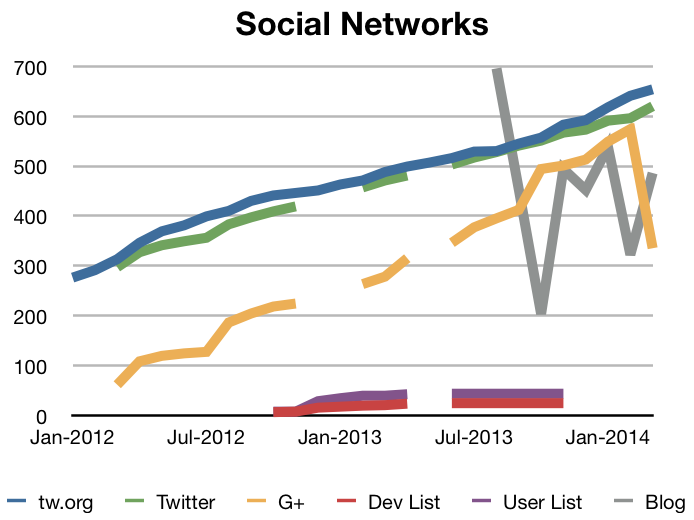 Social Networks
700
600
500
400
300
200
100
0
Jan-2012 Jul-2012 Jan-2013 Jul-2013 Jan-2014
tw.org Twitter G+ Dev List User List Blog